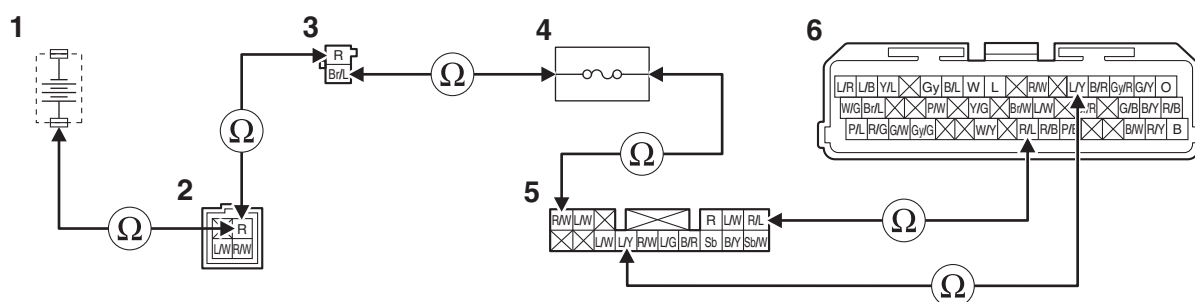 1
2
3
4
5
6
Ω
Ω
Ω
Ω
Ω
Ω
R
Br/L
R
L/W R/W
R/W L/W R L/W R/L
L/W L/Y R/W L/G B/R Sb B/Y Sb/W
L/R L/B Y/L Gy B/L W L R/W L/Y B/R Gy/R G/Y O
W/G Br/L P/W Y/G Br/W L/W G/B B/Y R/B
P/L R/G G/W Gy/G W/Y R/L R/B B/W R/Y B